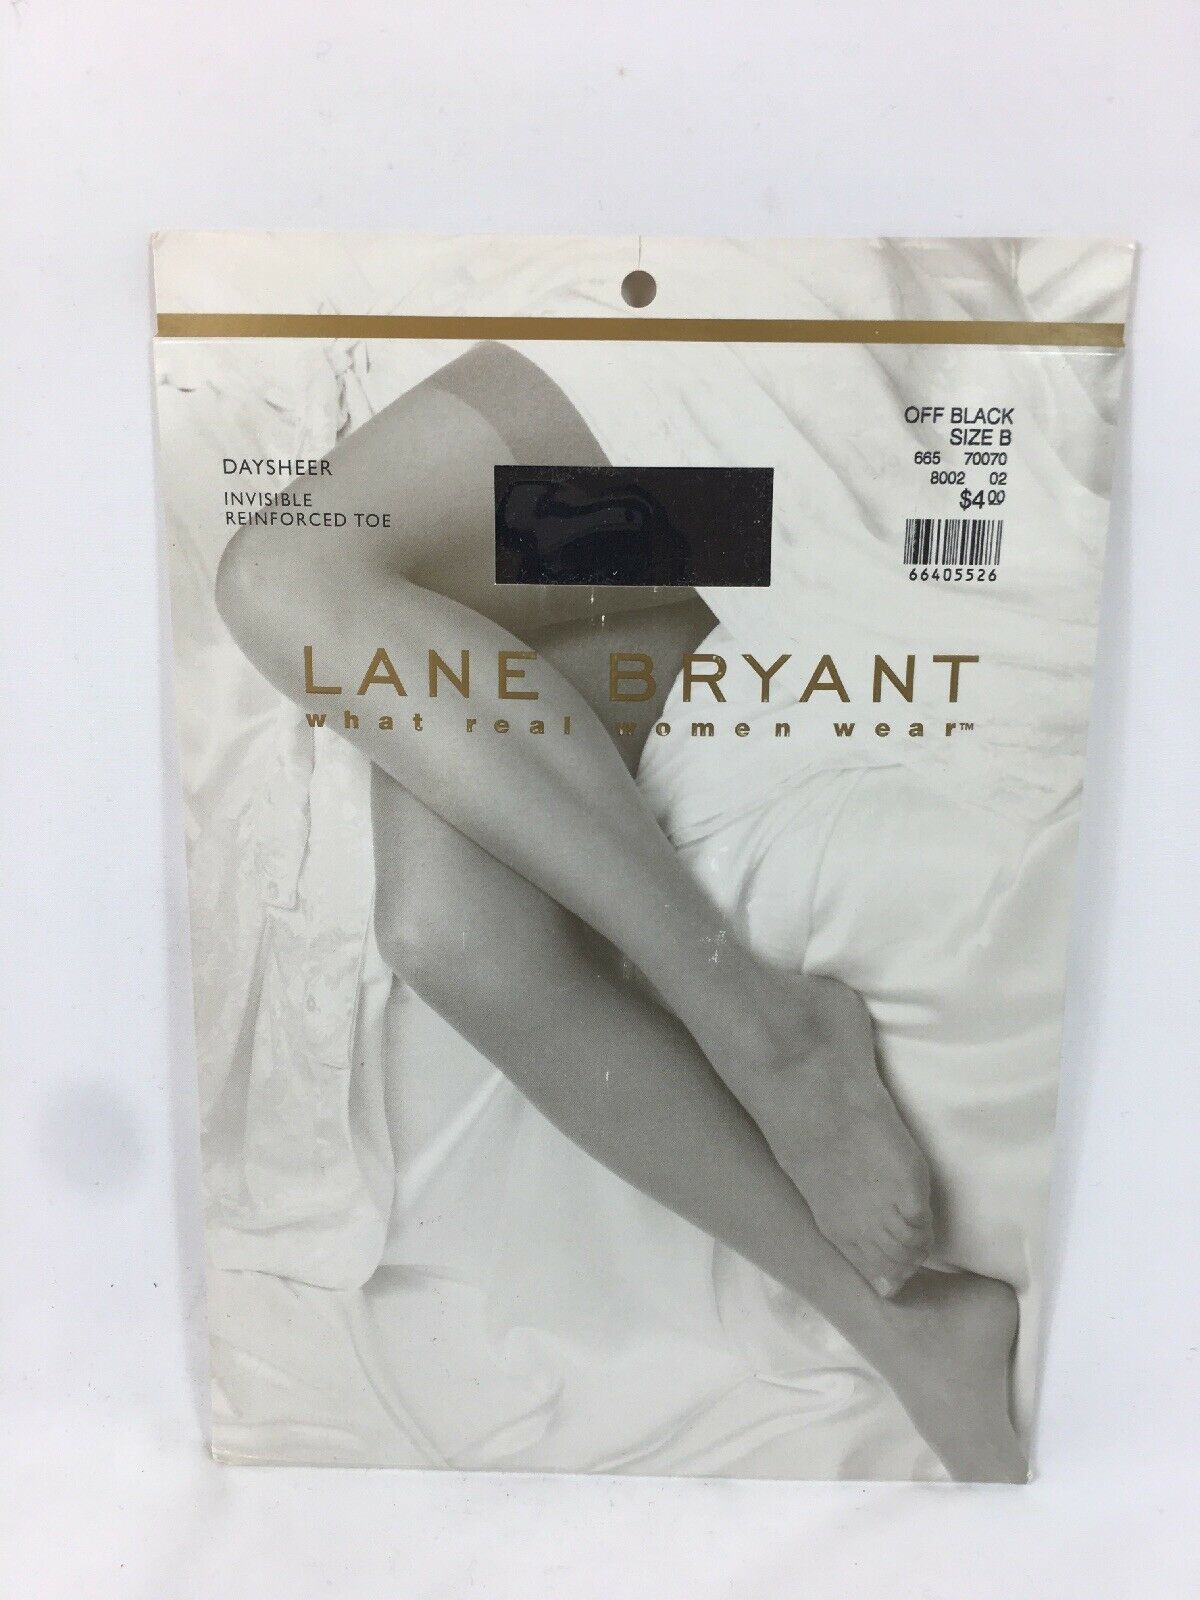 DAYSHEER
INVISIBLE
REINFORCED TOE
OFF BLACK
SIZE B
665 70070
8002 02
$4.00
66405526
LANE BRYANT
what real women wear™